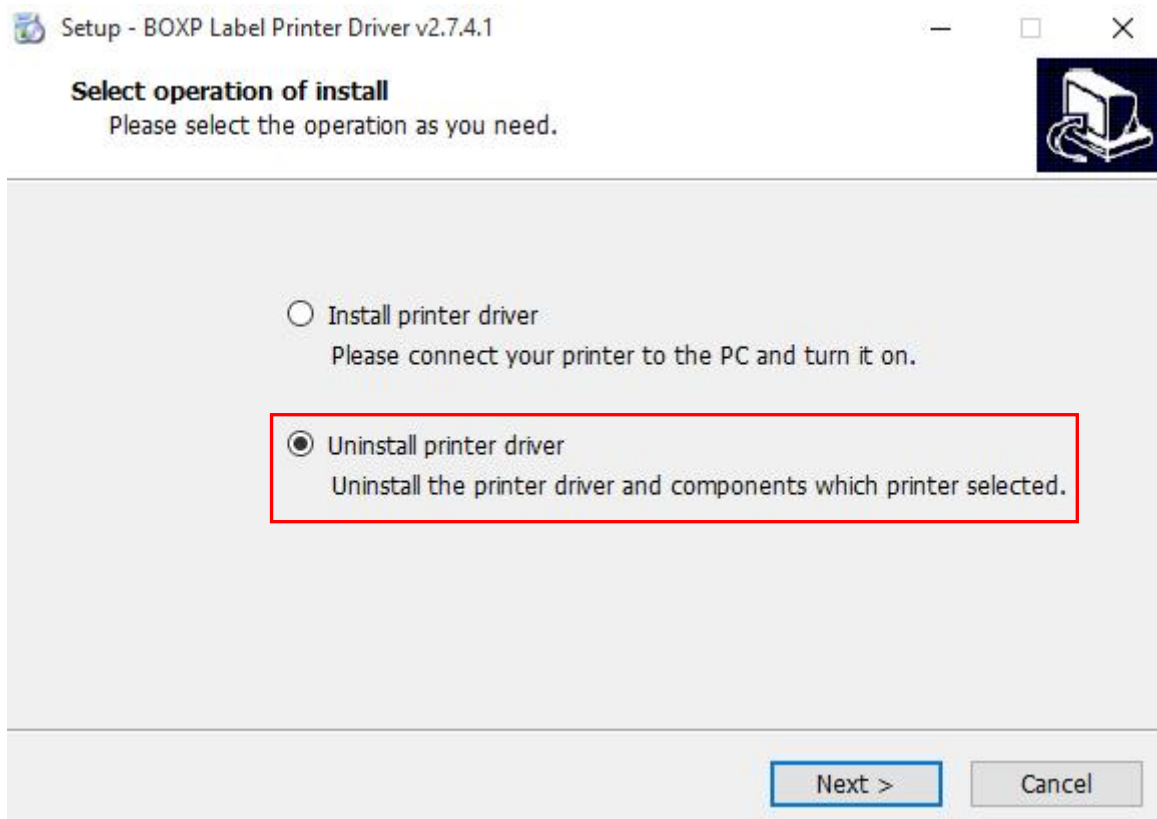 Setup - BOXP Label Printer Driver v2.7.4.1
Select operation of install
Please select the operation as you need.
Install printer driver
Please connect your printer to the PC and turn it on.
Uninstall printer driver
Uninstall the printer driver and components which printer selected.
Next >
Cancel